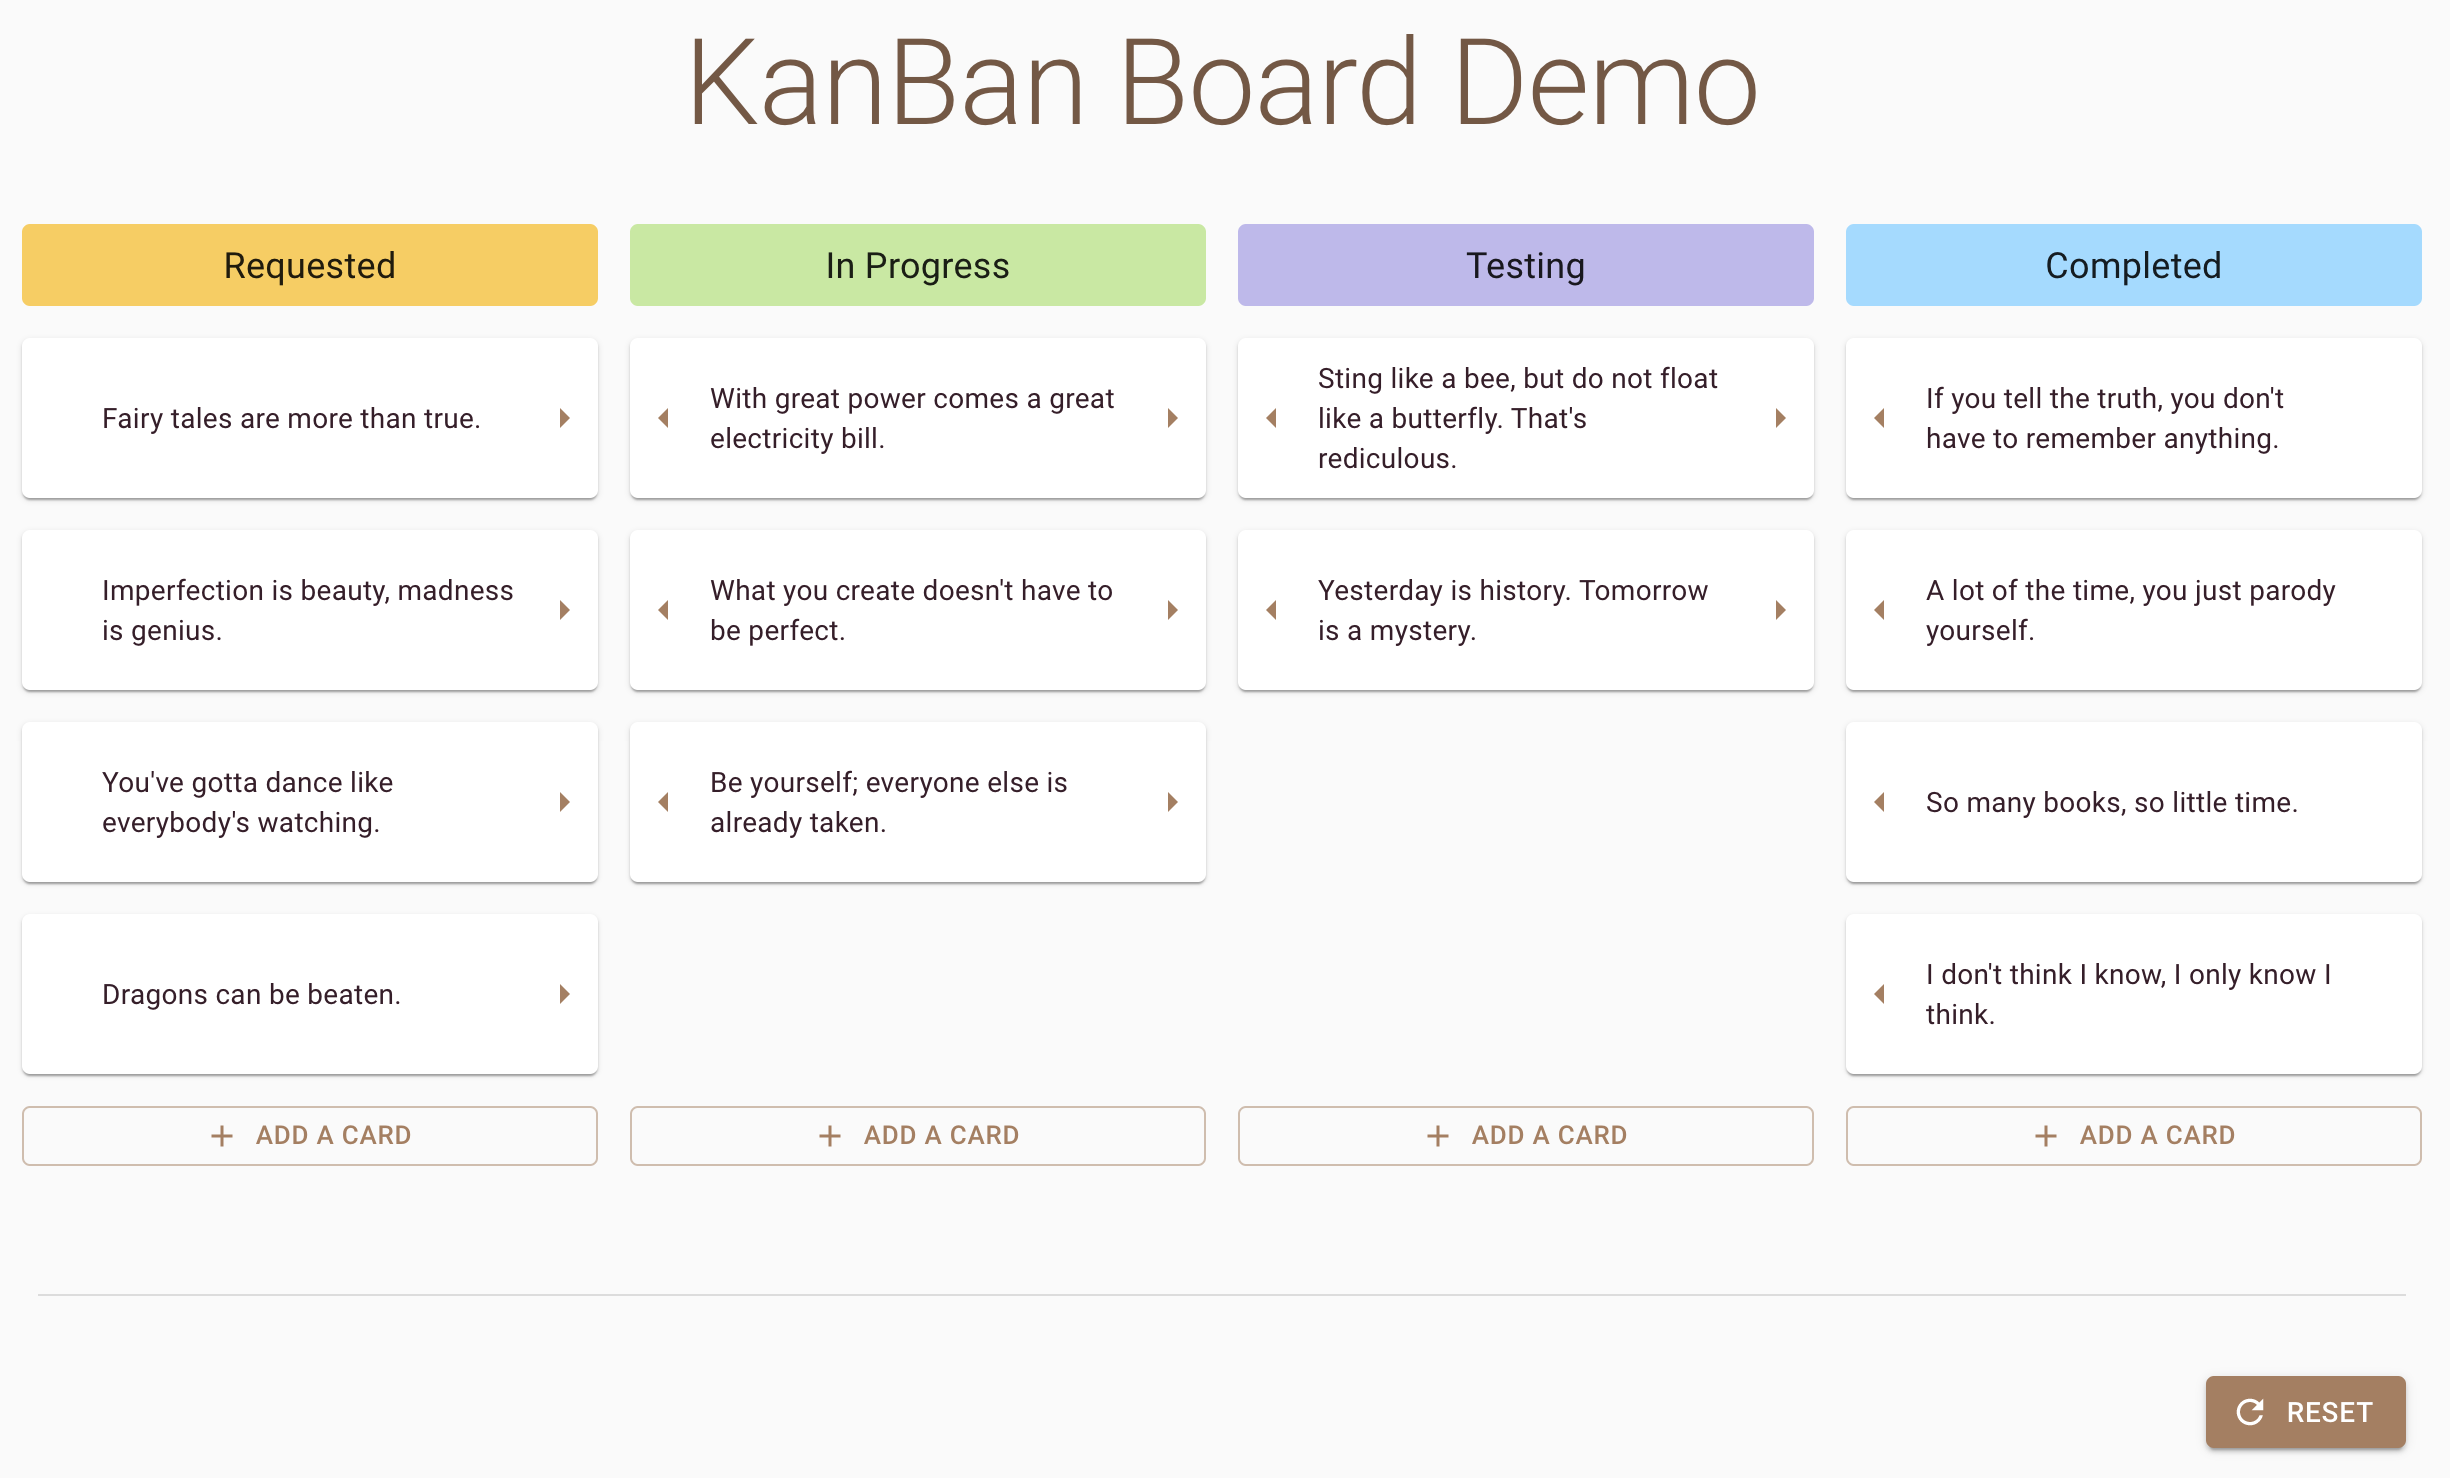 KanBan Board Demo
Requested
Fairy tales are more than true.
Imperfection is beauty, madness
is genius.
You've gotta dance like
everybody's watching.
Dragons can be beaten.
ADD A CARD
In Progress
With great power comes a great
electricity bill.
What you create doesn't have to
be perfect.
Be yourself; everyone else is
already taken.
ADD A CARD
Testing
Sting like a bee, but do not float
like a butterfly. That's
rediculous.
Yesterday is history. Tomorrow
is a mystery.
ADD A CARD
Completed
If you tell the truth, you don't
have to remember anything.
A lot of the time, you just parody
yourself.
So many books, so little time.
I don't think I know, I only know I
think.
ADD A CARD
RESET